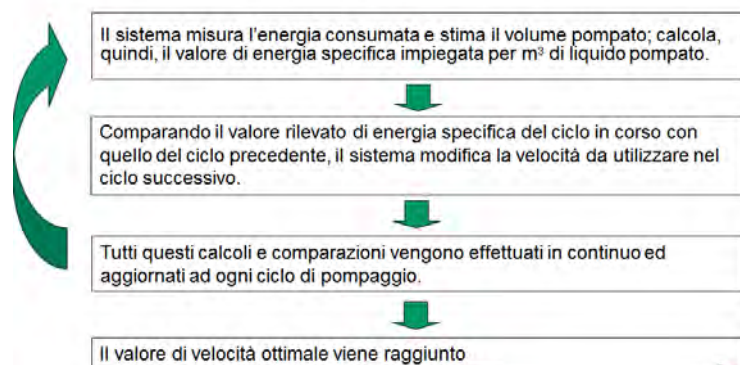 Il sistema misura l'energia consumata e stima il volume pompato; calcola,
quindi, il valore di energia specifica impiegata per m³ di liquido pompato.
Comparando il valore rilevato di energia specifica del ciclo in corso con
quello del ciclo precedente, il sistema modifica la velocità da utilizzare nel
ciclo successivo.
Tutti questi calcoli e comparazioni vengono effettuati in continuo ed
aggiornati ad ogni ciclo di pompaggio.
Il valore di velocità ottimale viene raggiunto